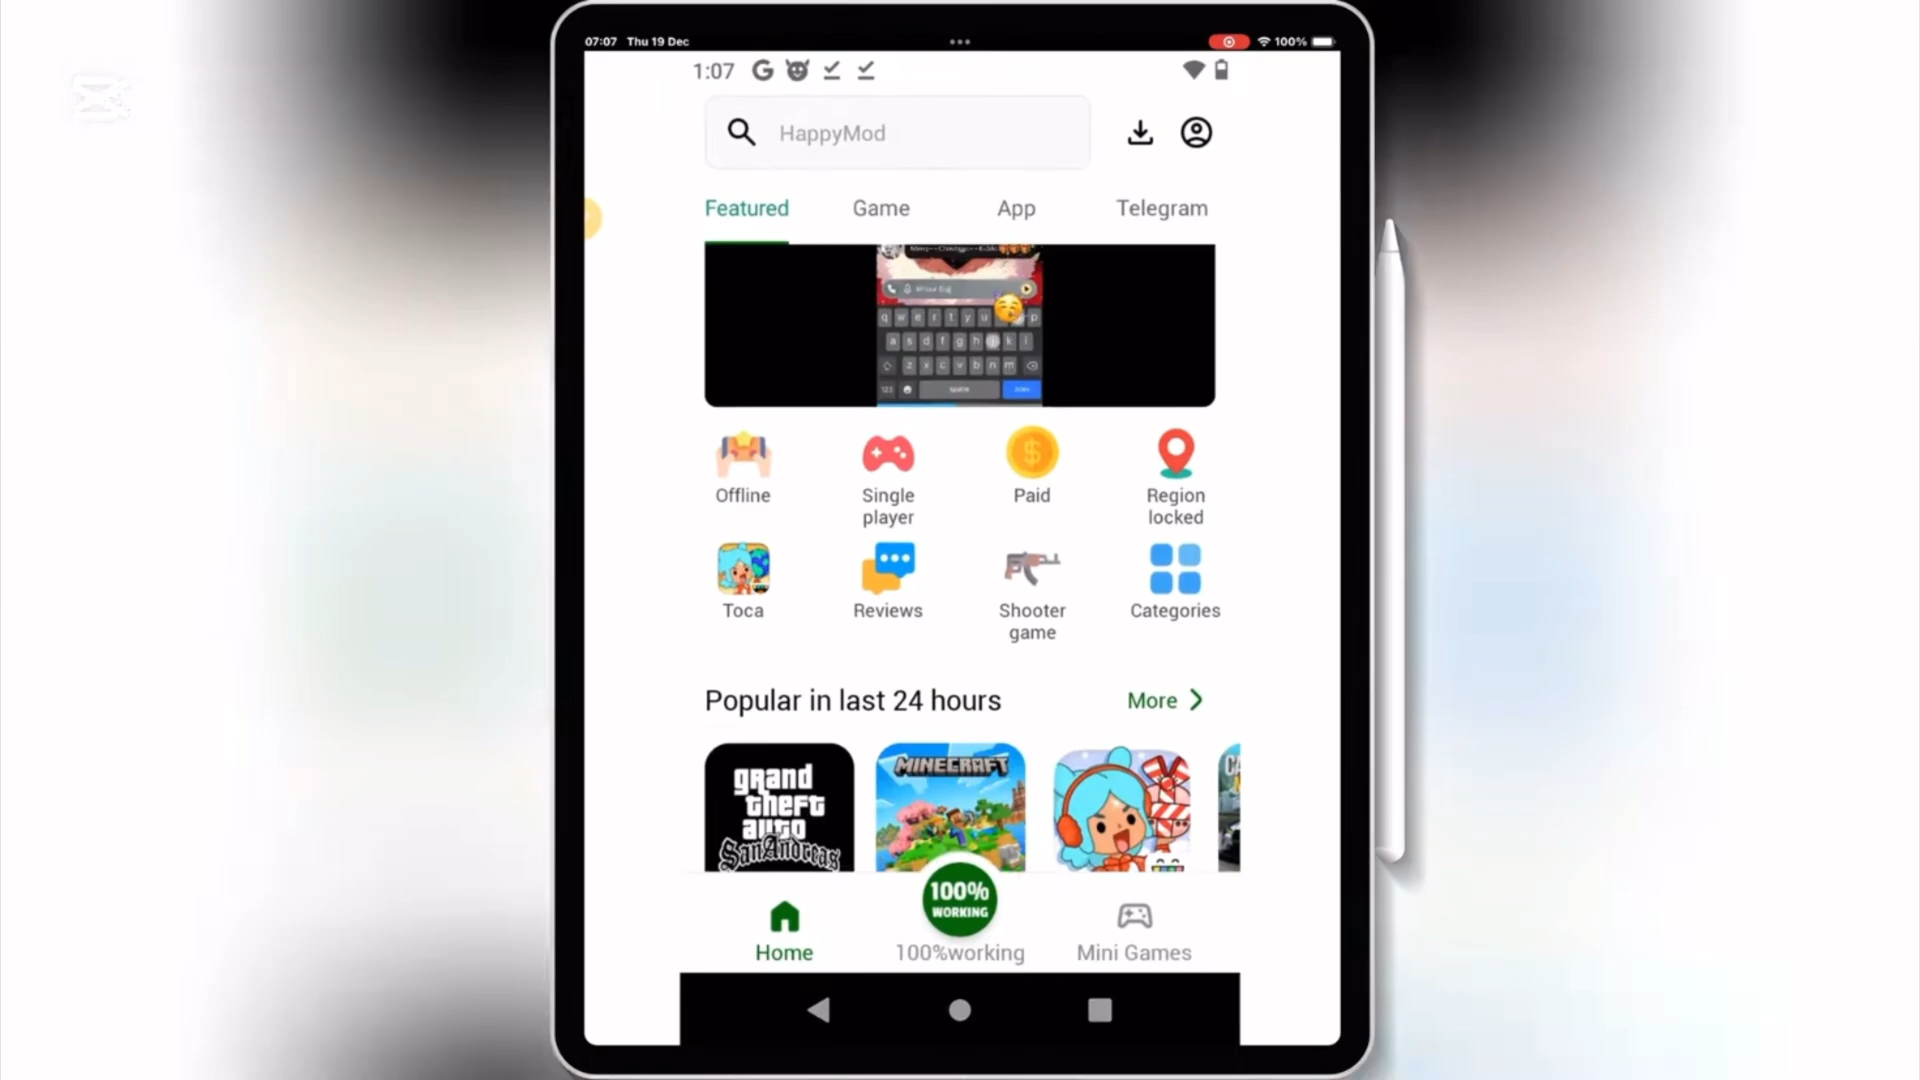 07:07 Thu 19 Dec
100%
1:07
HappyMod
Featured Game App Telegram
q w e r t y u p
a s d f g h j k l
z x c v b n m
123
Offline
Single
player
Paid
Region
locked
Toca
Reviews
Shooter
game
Categories
Popular in last 24 hours
More
grand
theft
auto
SanAndreas
MINECRAFT
100%
WORKING
Home
100%working
Mini Games